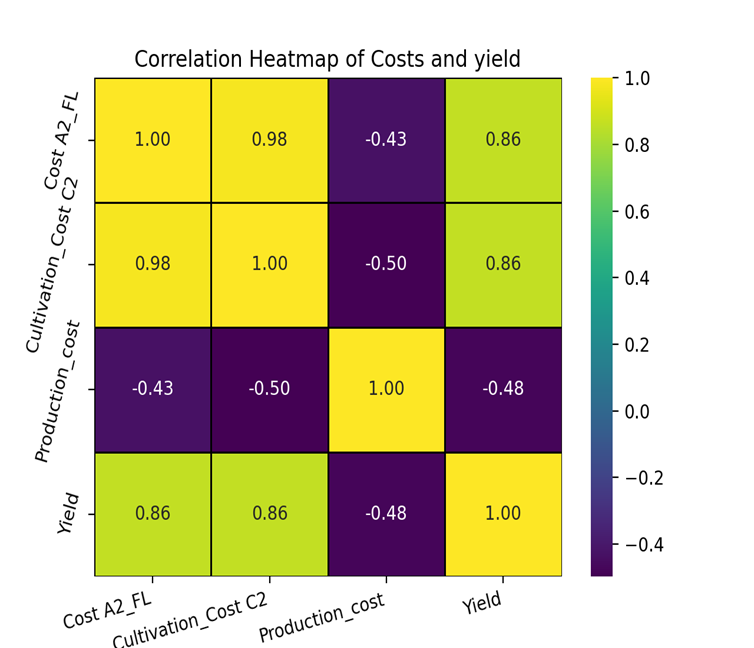 Correlation Heatmap of Costs and yield
Cost A2_FL
1.00 0.98 -0.43 0.86
Cultivation_Cost C2
0.98 1.00 -0.50 0.86
Production_cost
-0.43 -0.50 1.00 -0.48
Yield
0.86 0.86 -0.48 1.00
Cost A2_FL
Cultivation_Cost C2
Production_cost
Yield
1.0
0.8
0.6
0.4
0.2
0.0
−0.2
−0.4